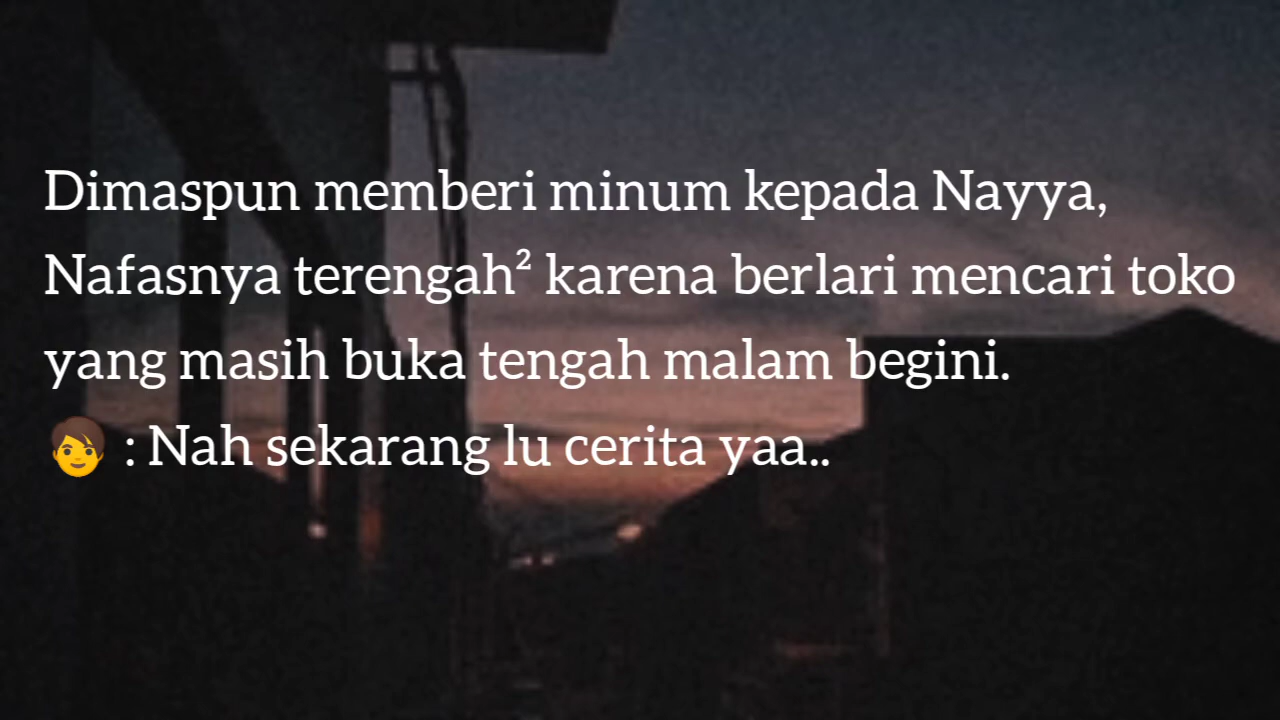 Dimaspun memberi minum kepada Nayya,
Nafasnya terengah² karena berlari mencari toko
yang masih buka tengah malam begini.
🧑 : Nah sekarang lu cerita yaa..